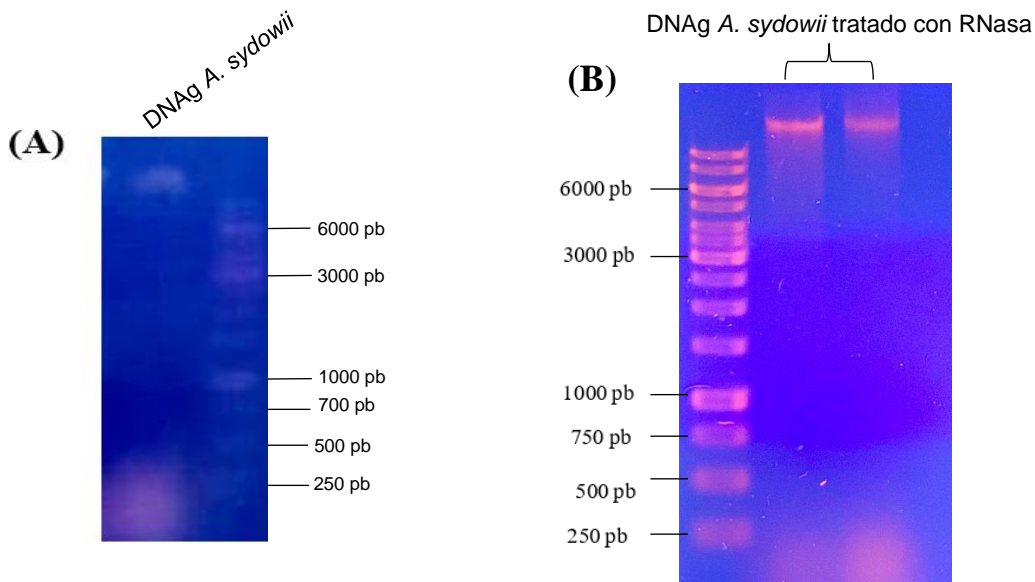 (A)
DNAg A. sydowii
6000 pb
3000 pb
1000 pb
700 pb
500 pb
250 pb
DNAg A. sydowii tratado con RNasa
(B)
6000 pb
3000 pb
1000 pb
750 pb
500 pb
250 pb